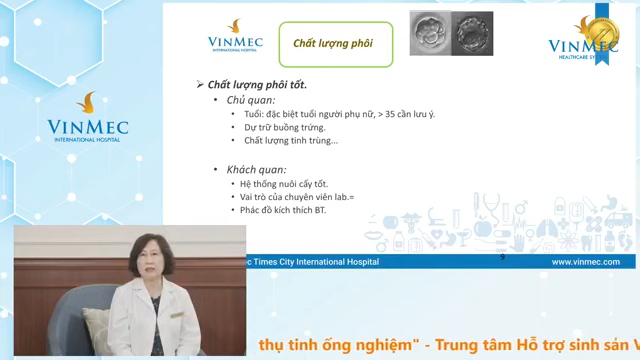 VINMEC
INTERNATIONAL HOSPITAL
Chất lượng phôi
VINMEC
HEALTHCARE SY
VINMEC
INTERNATIONAL HOSPITAL
➢ Chất lượng phôi tốt.
• Chủ quan:
• Tuổi: đặc biệt tuổi người phụ nữ, > 35 cần lưu ý.
• Dự trữ buồng trứng.
• Chất lượng tinh trùng...
• Khách quan:
• Hệ thống nuôi cấy tốt.
• Vai trò của chuyên viên lab.=
• Phác đồ kích thích BT.
9
c Times City International Hospital
www.vinmec.com
thụ tinh ống nghiệm" - Trung tâm Hỗ trợ sinh sản V